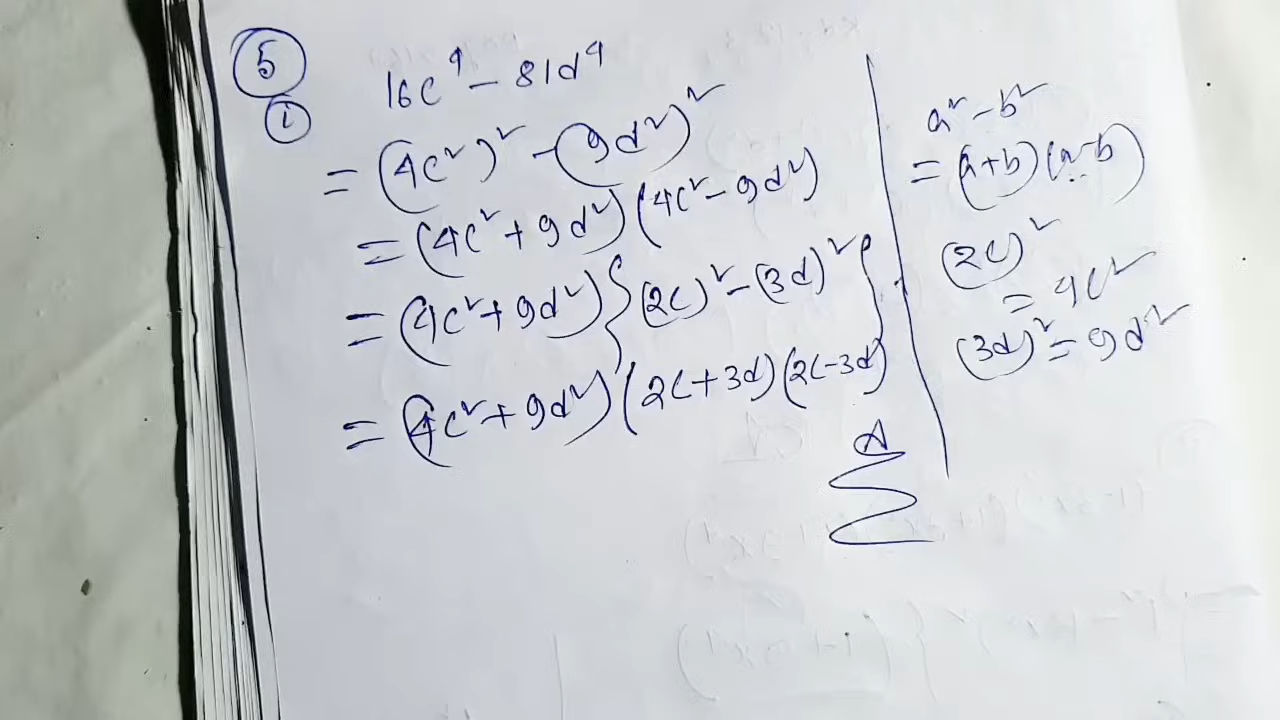 5
i
16c⁴ - 81d⁴
= (4c²)² - (9d²)²
= (4c² + 9d²)(4c² - 9d²)
= (4c² + 9d²){(2c)² - (3d)²}
= (4c² + 9d²)(2c + 3d)(2c - 3d)
a² - b²
= (a+b)(a-b)
(2c)²
= 4c²
(3d)² = 9d²